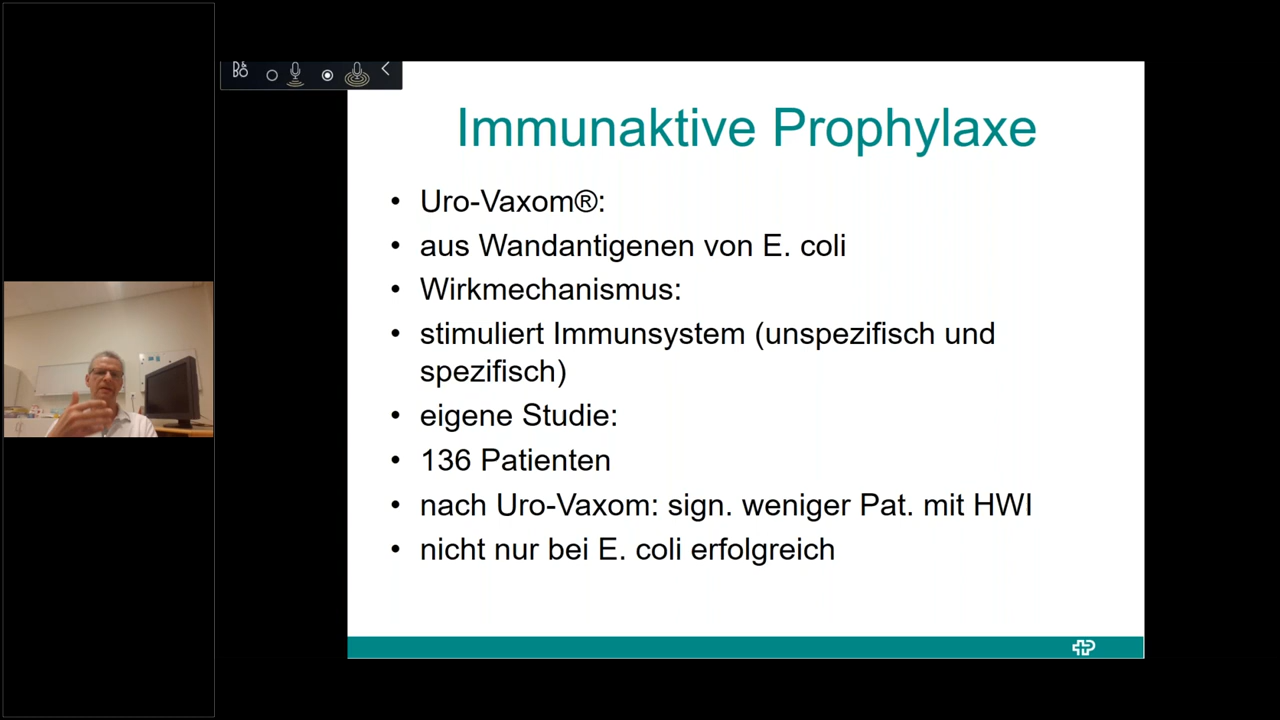 Immunaktive Prophylaxe
• Uro-Vaxom®:
• aus Wandantigenen von E. coli
• Wirkmechanismus:
• stimuliert Immunsystem (unspezifisch und
spezifisch)
• eigene Studie:
• 136 Patienten
• nach Uro-Vaxom: sign. weniger Pat. mit HWI
• nicht nur bei E. coli erfolgreich